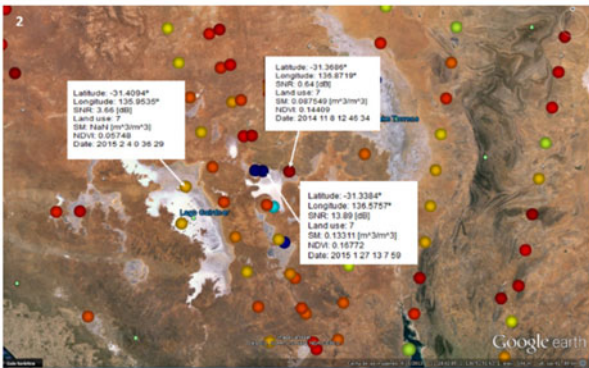 2
Latitude: -31.3686°
Longitude: 136.8719°
SNR: 0.64 [dB]
Land use: 7
SM: 0.087549 [m^3/m^3]
NDVI: 0.14409
Date: 2014 11 8 12 46 34
Latitude: -31.4094°
Longitude: 135.9535°
SNR: 3.66 [dB]
Land use: 7
SM: NaN [m^3/m^3]
NDVI: 0.05748
Date: 2015 2 4 0 36 29
Torrens
Lake Gairdner
Latitude: -31.3384°
Longitude: 136.5757°
SNR: 13.89 [dB]
Land use: 7
SM: 0.13311 [m^3/m^3]
NDVI: 0.16772
Date: 2015 1 27 13 7 59
Google earth